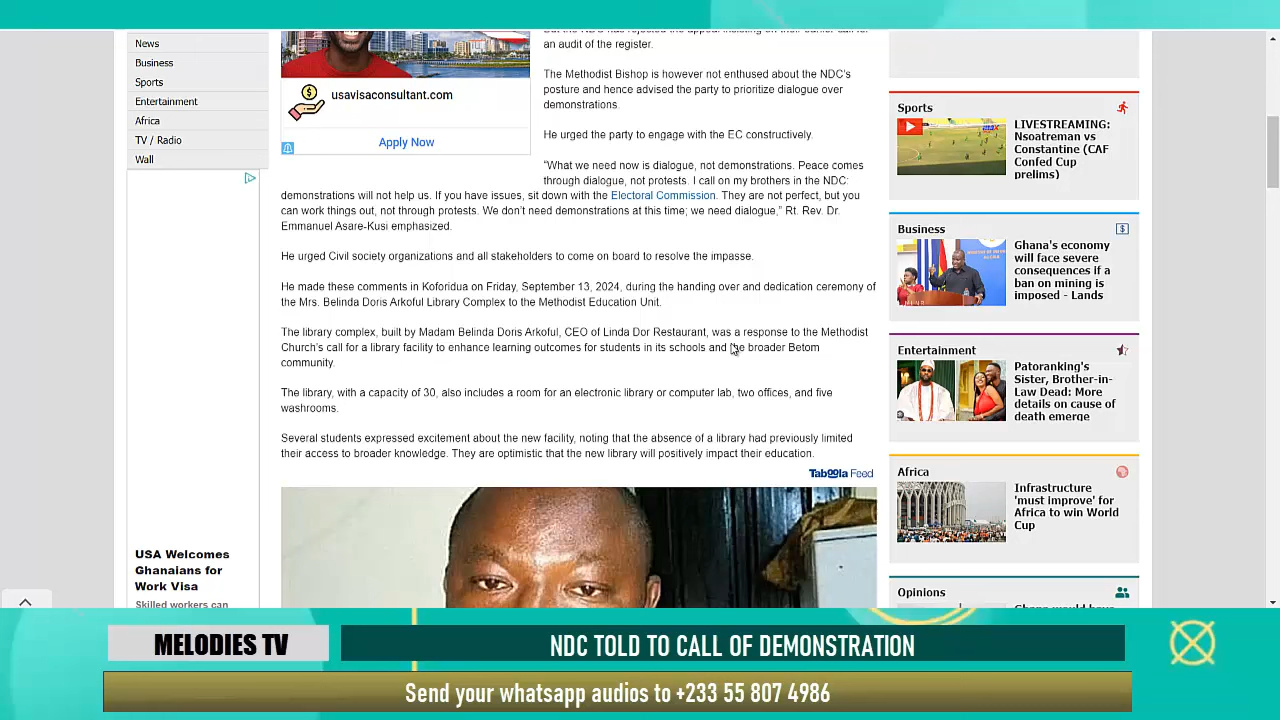 News
Business
Sports
Entertainment
Africa
TV / Radio
Wall
usavisaconsultant.com
Apply Now
an audit of the register.
The Methodist Bishop is however not enthused about the NDC's
posture and hence advised the party to prioritize dialogue over
demonstrations.
He urged the party to engage with the EC constructively.
“What we need now is dialogue, not demonstrations. Peace comes
through dialogue, not protests. I call on my brothers in the NDC:
demonstrations will not help us. If you have issues, sit down with the Electoral Commission. They are not perfect, but you
can work things out, not through protests. We don’t need demonstrations at this time; we need dialogue,” Rt. Rev. Dr.
Emmanuel Asare-Kusi emphasized.
He urged Civil society organizations and all stakeholders to come on board to resolve the impasse.
He made these comments in Koforidua on Friday, September 13, 2024, during the handing over and dedication ceremony of
the Mrs. Belinda Doris Arkoful Library Complex to the Methodist Education Unit.
The library complex, built by Madam Belinda Doris Arkoful, CEO of Linda Dor Restaurant, was a response to the Methodist
Church’s call for a library facility to enhance learning outcomes for students in its schools and the broader Betom
community.
The library, with a capacity of 30, also includes a room for an electronic library or computer lab, two offices, and five
washrooms.
Several students expressed excitement about the new facility, noting that the absence of a library had previously limited
their access to broader knowledge. They are optimistic that the new library will positively impact their education.
Taboola Feed
USA Welcomes
Ghanaians for
Work Visa
Skilled workers can
Sports
LIVESTREAMING:
Nsoatreman vs
Constantine (CAF
Confed Cup
prelims)
Business
Ghana's economy
will face severe
consequences if a
ban on mining is
imposed - Lands
Entertainment
Patoranking's
Sister, Brother-in-
Law Dead: More
details on cause of
death emerge
Africa
Infrastructure
'must improve' for
Africa to win World
Cup
Opinions
MELODIES TV
NDC TOLD TO CALL OF DEMONSTRATION
Send your whatsapp audios to +233 55 807 4986